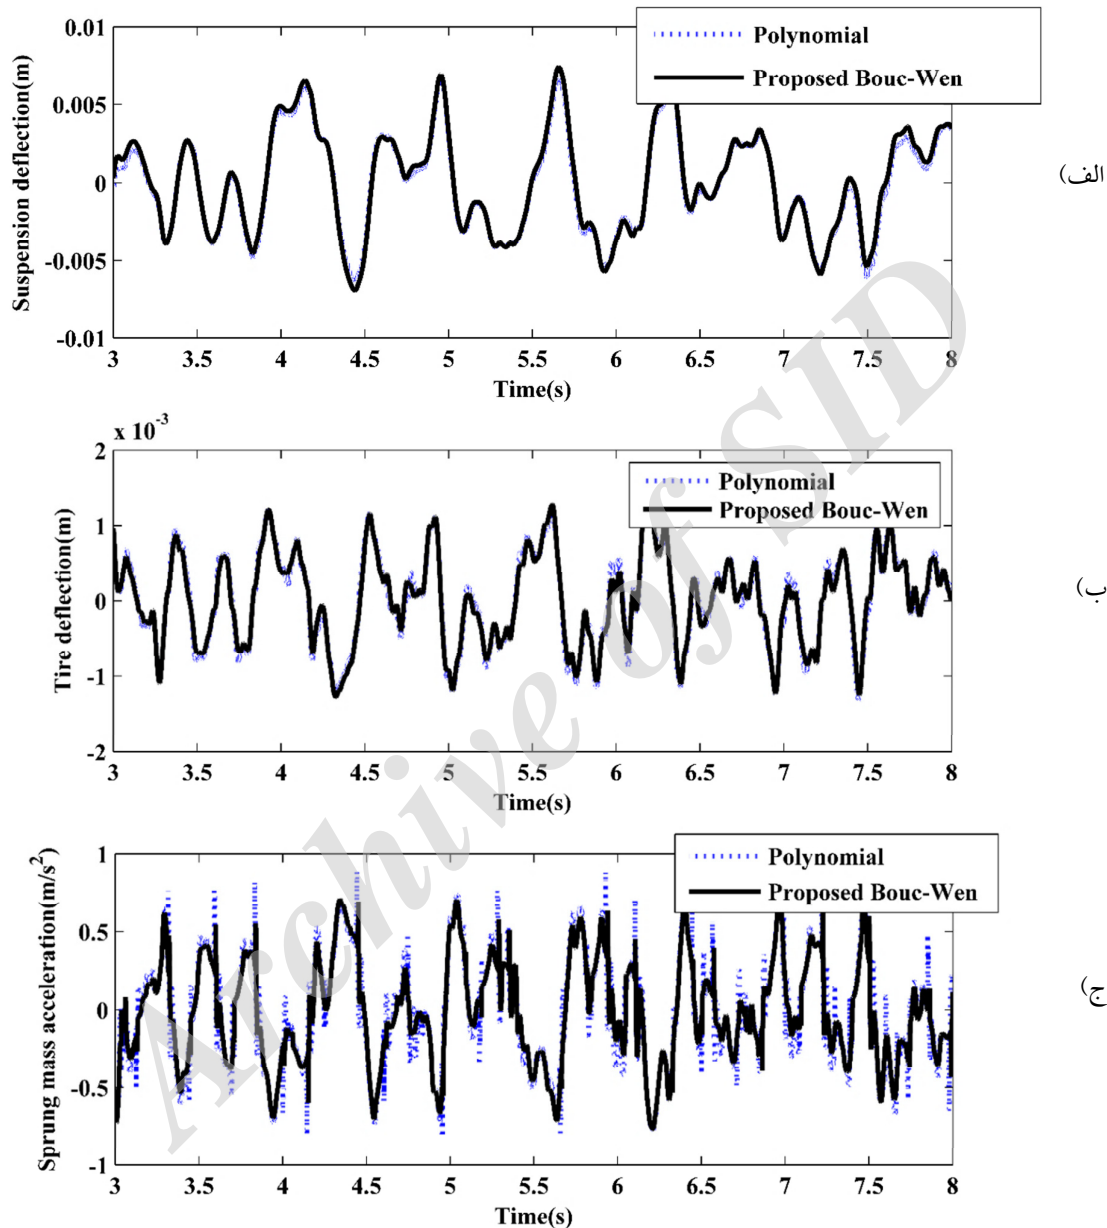 Polynomial
Proposed Bouc-Wen
Suspension deflection(m)
0.01
0.005
0
-0.005
-0.01
3 3.5 4 4.5 5 5.5 6 6.5 7 7.5 8
Time(s)
الف)
x 10-3
Polynomial
Proposed Bouc-Wen
Tire deflection(m)
2
1
0
-1
-2
3 3.5 4 4.5 5 5.5 6 6.5 7 7.5 8
Time(s)
ب)
Polynomial
Proposed Bouc-Wen
Sprung mass acceleration(m/s2)
1
0.5
0
-0.5
-1
3 3.5 4 4.5 5 5.5 6 6.5 7 7.5 8
Time(s)
ج)
Archive of SID